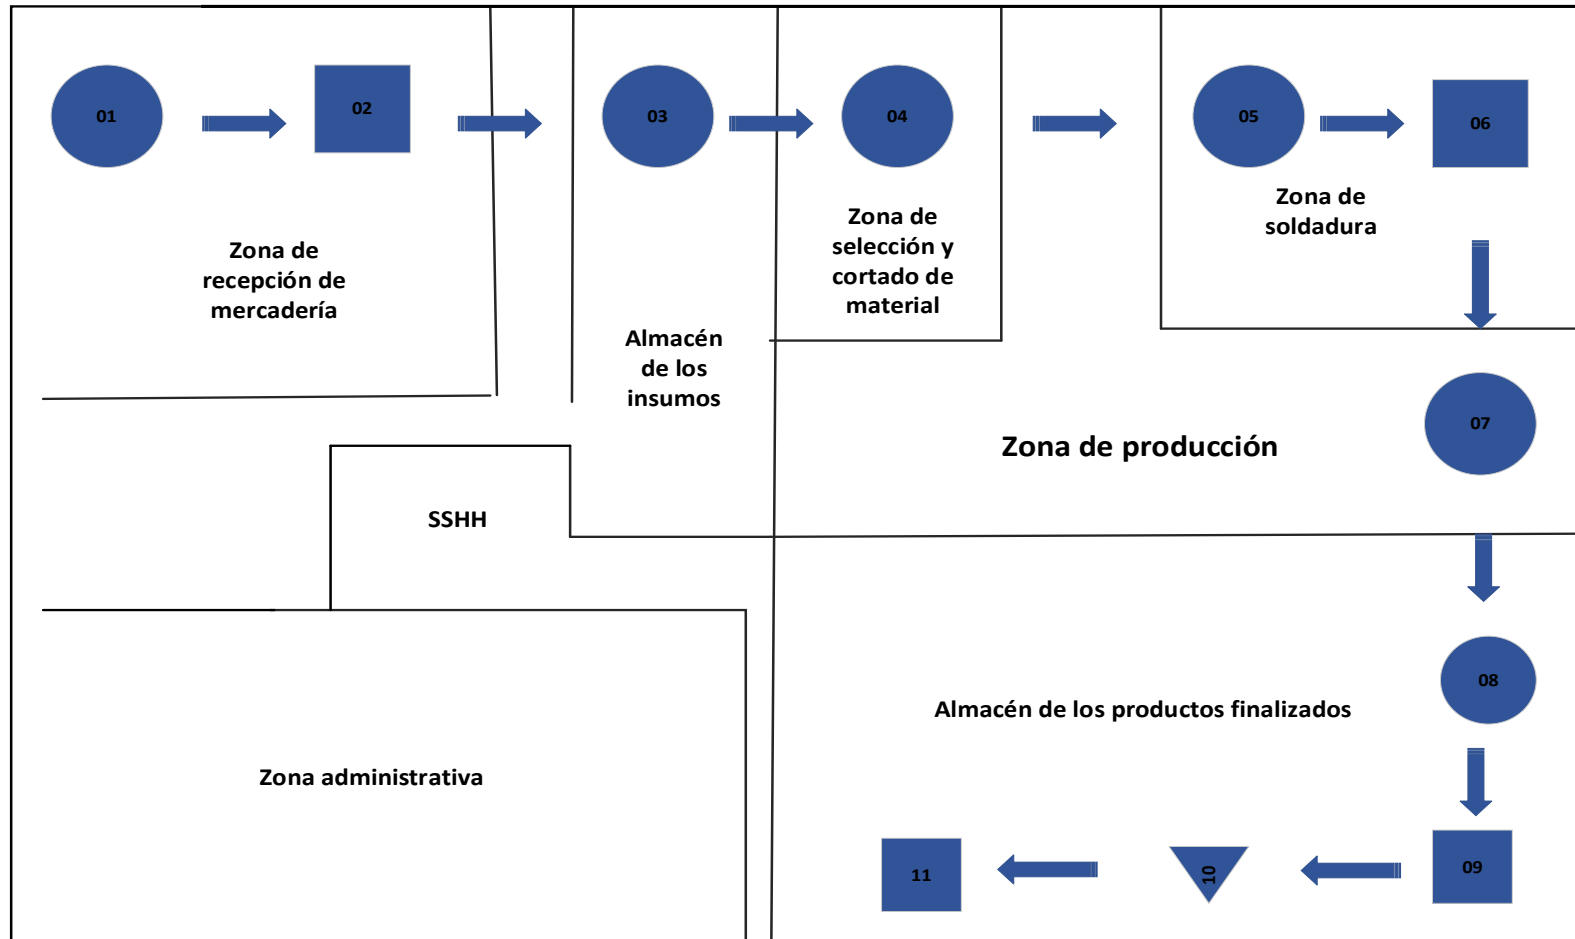 01
02
03
04
05
06
Zona de
recepción de
mercadería
Almacén
de los
insumos
Zona de
selección y
cortado de
material
Zona de
soldadura
Zona de producción
07
SSHH
Zona administrativa
Almacén de los productos finalizados
08
09
10
11